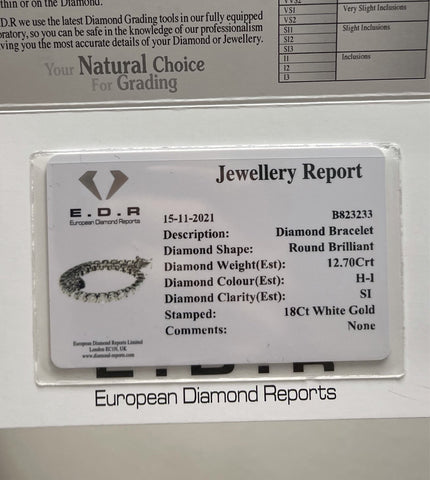 thin or on the Diamond.
.D.R we use the latest Diamond Grading tools in our fully equipped
oratory, so you can be safe in the knowledge of our professionalism
ving you the most accurate details of your Diamond or Jewellery.
Your Natural Choice
For Grading
VVS2
VS1
VS2
Very Slight Inclusions
SI1
SI2
SI3
Slight Inclusions
I1
I2
I3
Inclusions
E.D.R
European Diamond Reports
Jewellery Report
15-11-2021 B823233
Description: Diamond Bracelet
Diamond Shape: Round Brilliant
Diamond Weight(Est): 12.70Crt
Diamond Colour(Est): H-I
Diamond Clarity(Est): SI
Stamped: 18Ct White Gold
Comments: None
European Diamond Reports Limited
London EC1N, UK
www.diamond-reports.com
E.D.R
European Diamond Reports